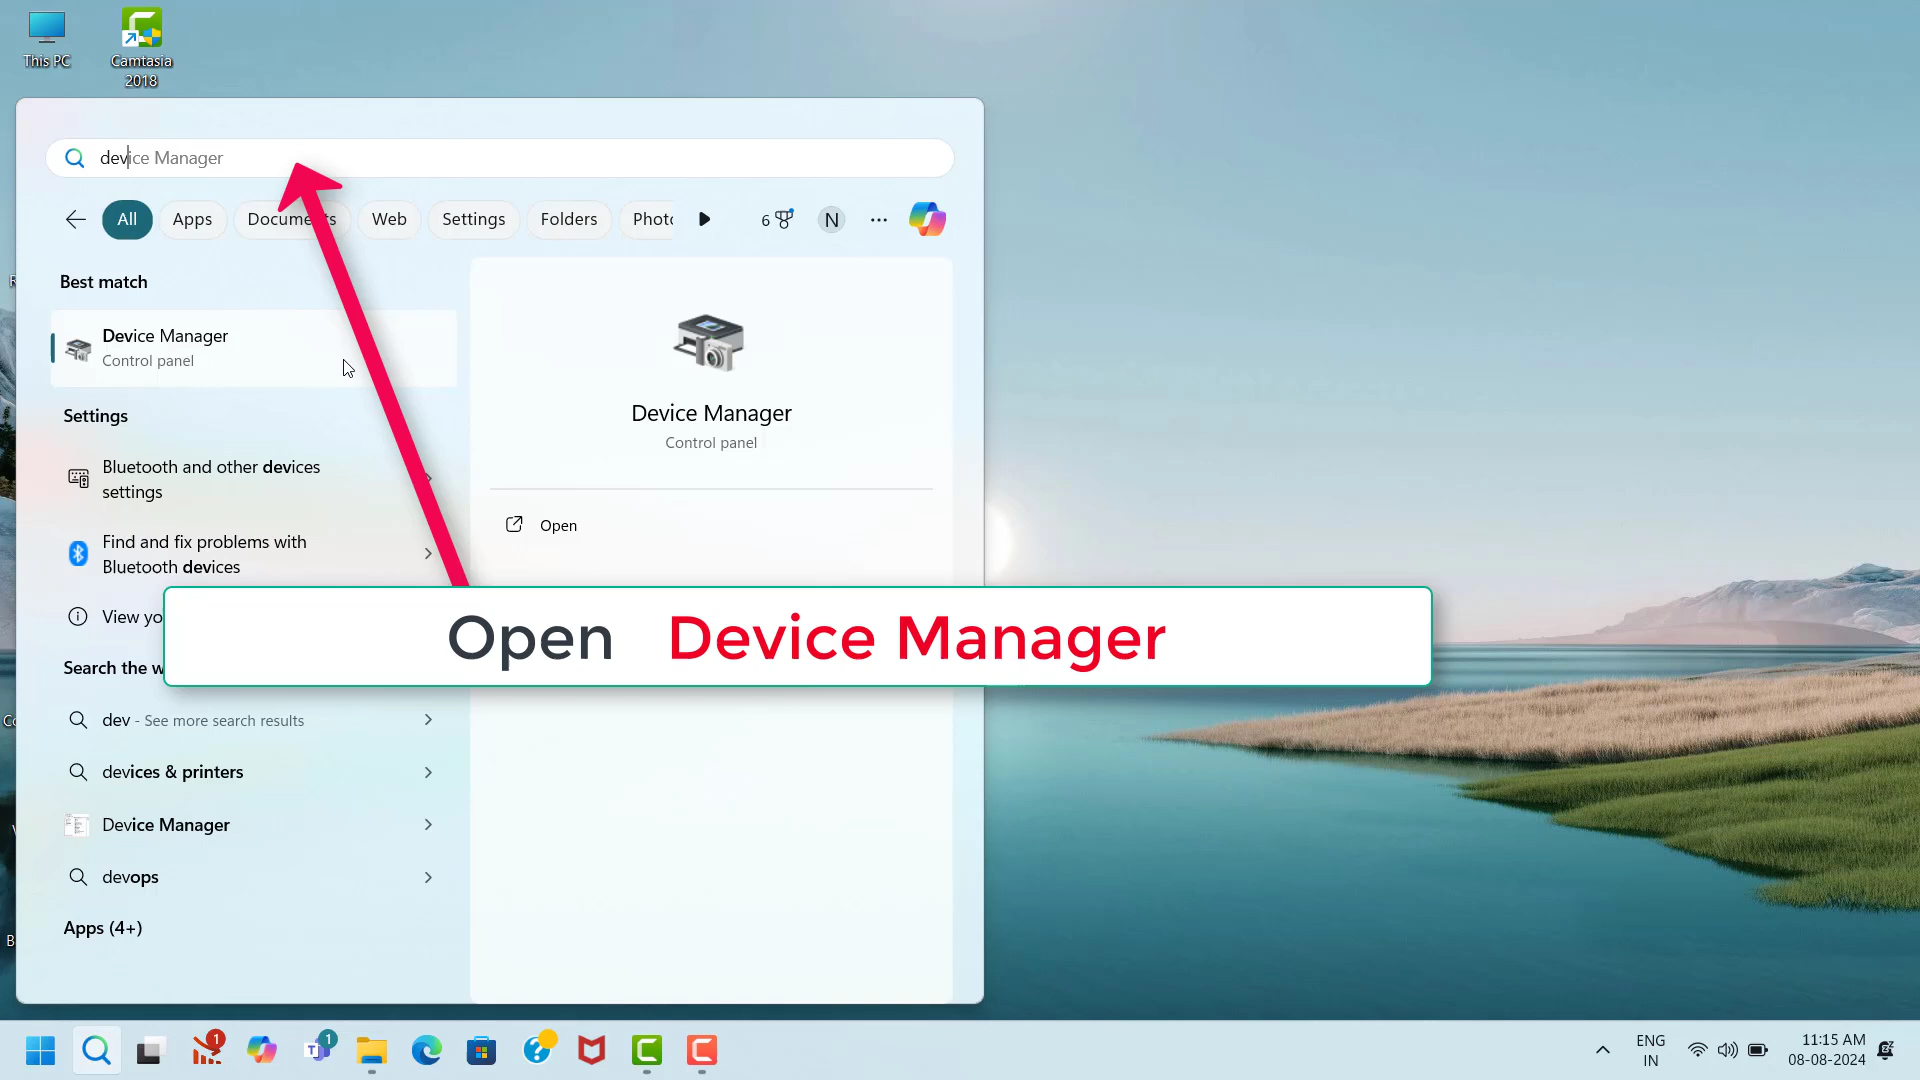 This PC
Camtasia
2018
device Manager
All
Apps
Documents
Web
Settings
Folders
6
N
Best match
Device Manager
Control panel
Settings
Bluetooth and other devices
settings
Find and fix problems with
Bluetooth devices
View yo
Search the w
dev - See more search results
devices & printers
Device Manager
devops
Apps (4+)
Device Manager
Control panel
Open
Open Device Manager
1
1
ENG
IN
11:15 AM
08-08-2024